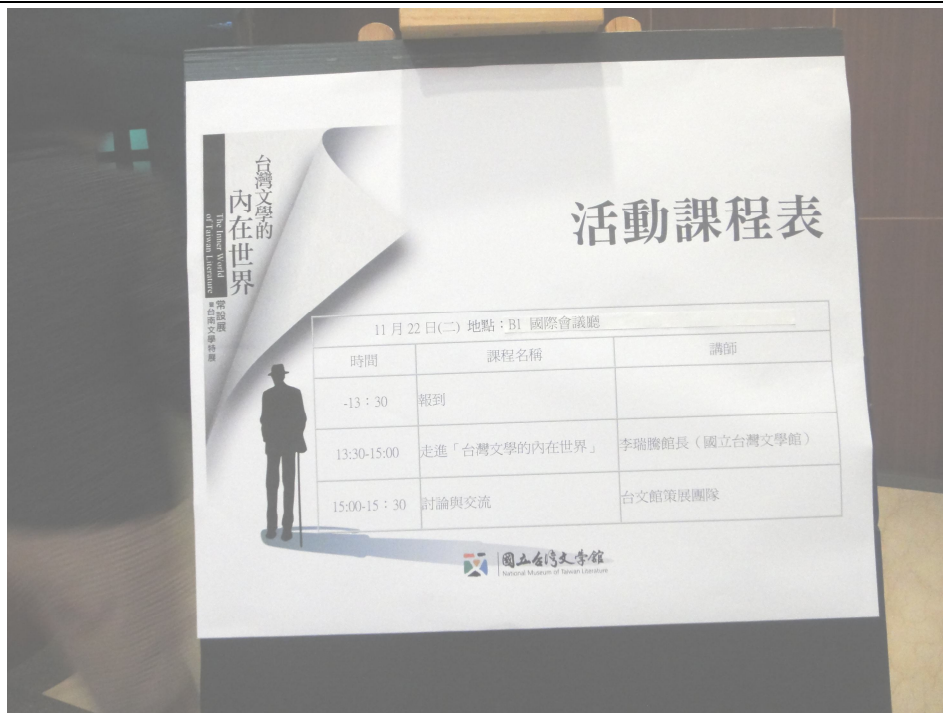 台灣文學的
內在世界
The Inner World
of Taiwan Literature
常設展
暨台南文學特展
活動課程表
11 月 22 日(二) 地點：B1 國際會議廳
時間 課程名稱 講師
-13：30 報到
13:30-15:00 走進「台灣文學的內在世界」 李瑞騰館長（國立台灣文學館）
15:00-15：30 討論與交流 台文館策展團隊
國立台灣文學館
National Museum of Taiwan Literature